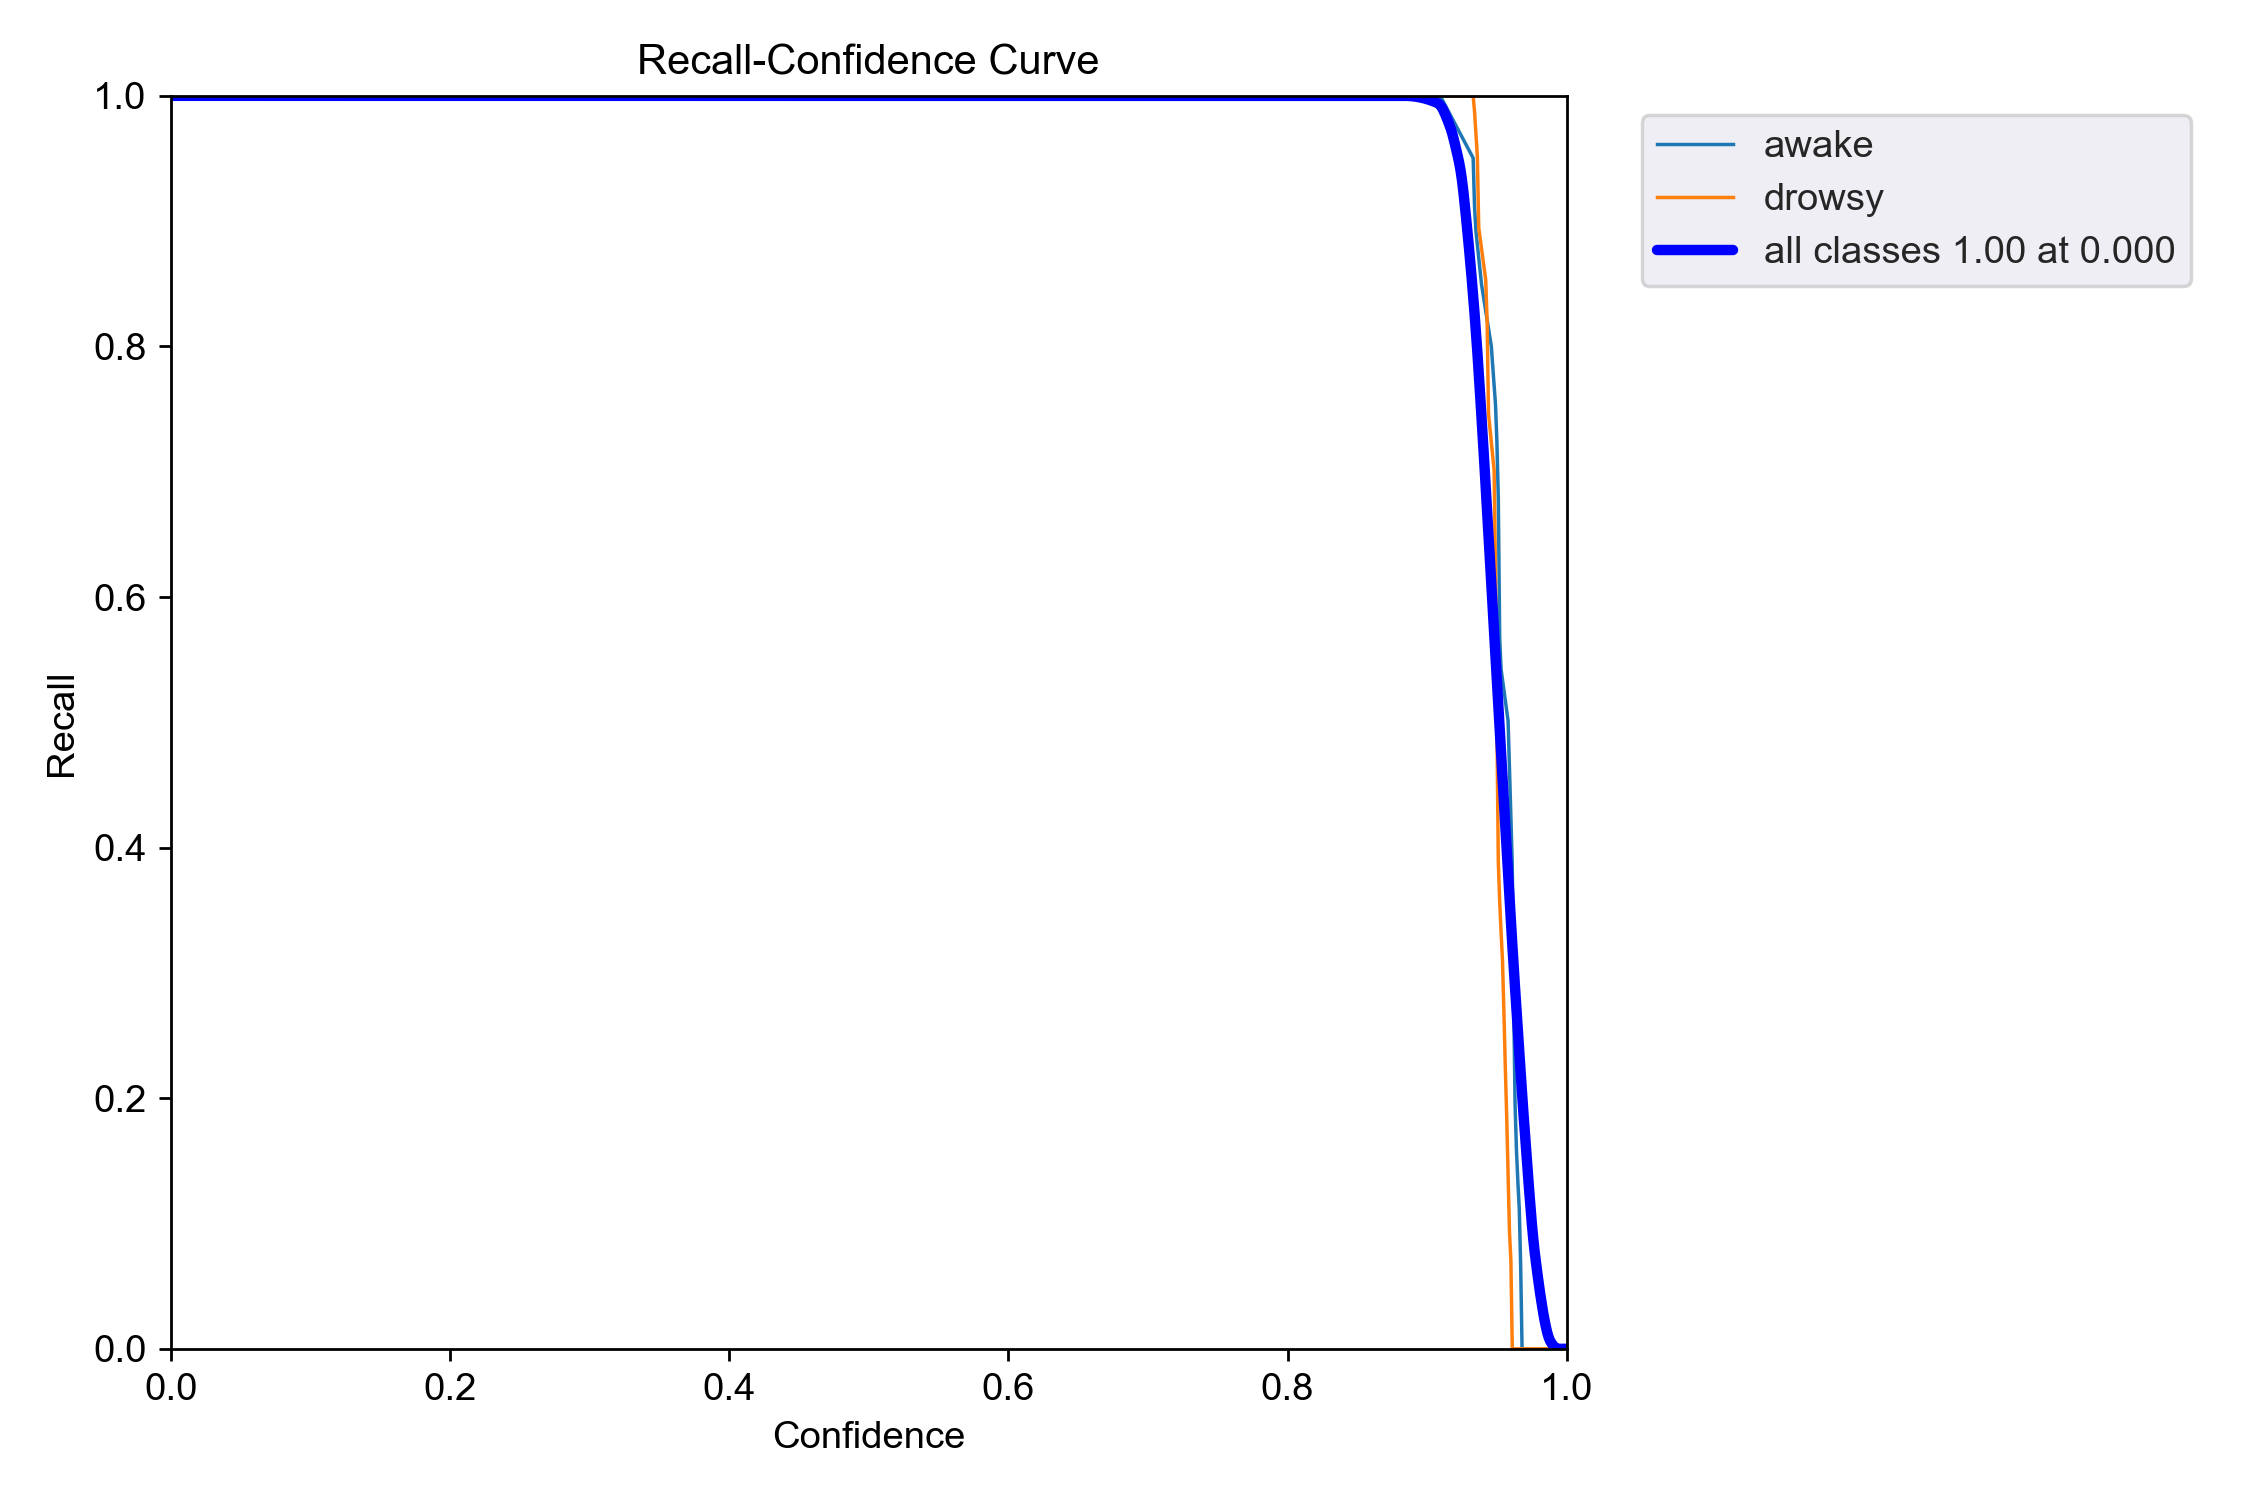 Recall-Confidence Curve
1.0
0.8
0.6
0.4
0.2
0.0
Recall
0.0 0.2 0.4 0.6 0.8 1.0
Confidence
awake
drowsy
all classes 1.00 at 0.000